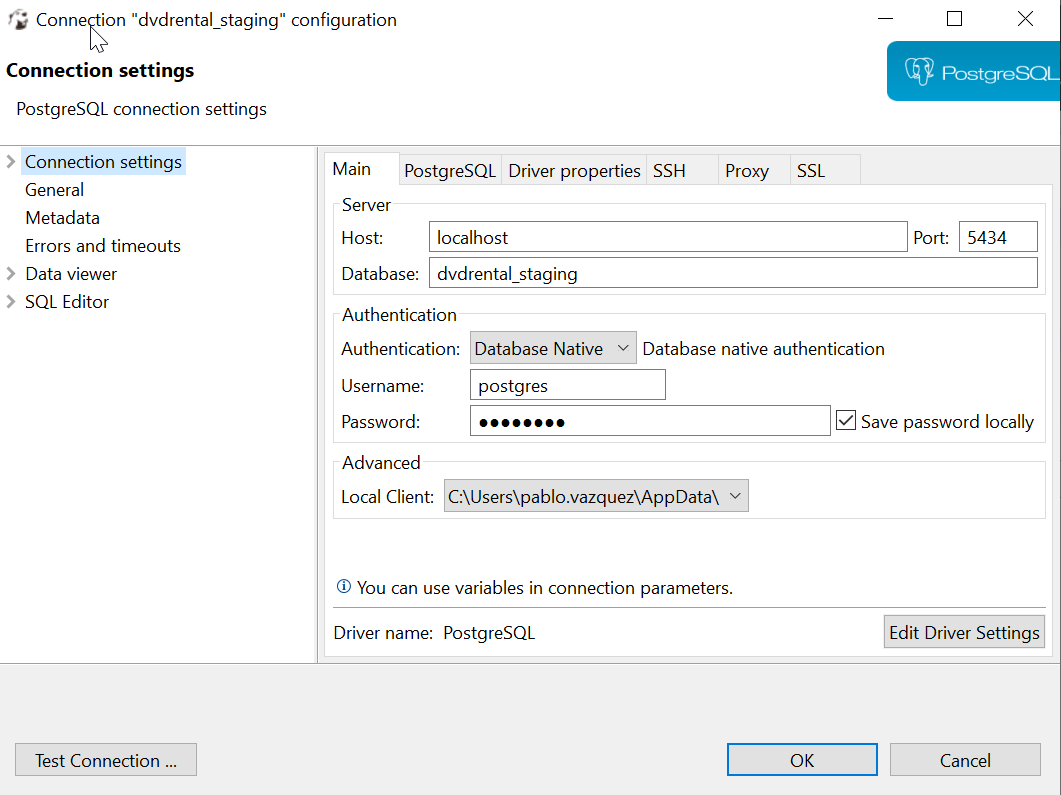 Connection "dvdrental_staging" configuration
Connection settings
PostgreSQL connection settings
PostgreSQL
Connection settings
General
Metadata
Errors and timeouts
Data viewer
SQL Editor
Main PostgreSQL Driver properties SSH Proxy SSL
Server
Host: localhost Port: 5434
Database: dvdrental_staging
Authentication
Authentication: Database Native Database native authentication
Username: postgres
Password: ●●●●●●●● Save password locally
Advanced
Local Client: C:\Users\pablo.vazquez\AppData\
You can use variables in connection parameters.
Driver name: PostgreSQL Edit Driver Settings
Test Connection ... OK Cancel